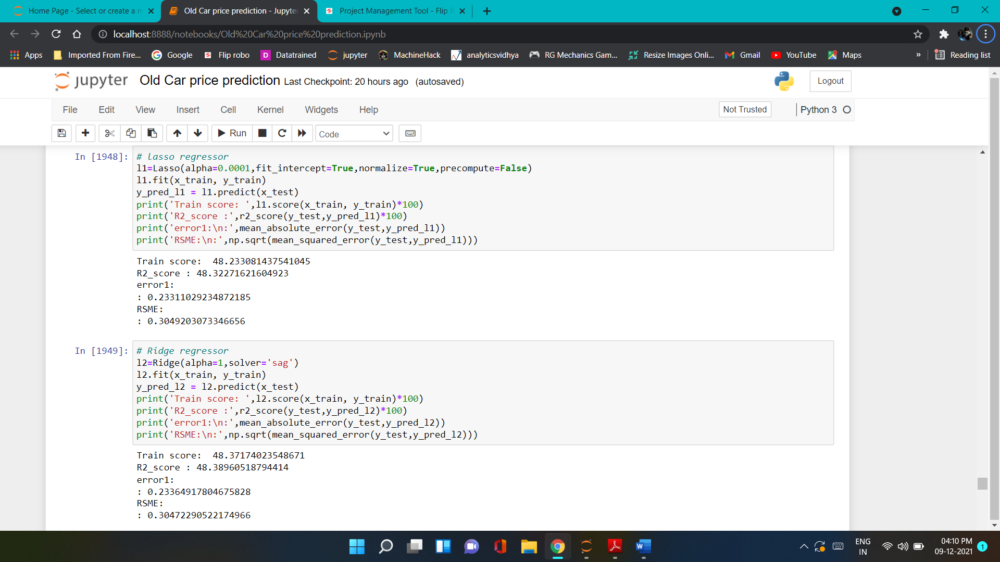 Home Page - Select or create a n
Old Car price prediction - Jupyte
Project Management Tool - Flip R
localhost:8888/notebooks/Old%20Car%20price%20prediction.ipynb
Apps Imported From Fire... Google Flip robo Datatrained jupyter MachineHack analyticsvidhya RG Mechanics Gam... Resize Images Onli... Gmail YouTube Maps » Reading list
D
jupyter Old Car price prediction Last Checkpoint: 20 hours ago (autosaved)
Logout
File Edit View Insert Cell Kernel Widgets Help
Not Trusted
Python 3
Run
Code
In [1948]:
# lasso regressor
l1=Lasso(alpha=0.0001,fit_intercept=True,normalize=True,precompute=False)
l1.fit(x_train, y_train)
y_pred_l1 = l1.predict(x_test)
print('Train score: ',l1.score(x_train, y_train)*100)
print('R2_score :',r2_score(y_test,y_pred_l1)*100)
print('error1:\n:',mean_absolute_error(y_test,y_pred_l1))
print('RSME:\n:',np.sqrt(mean_squared_error(y_test,y_pred_l1)))
Train score:  48.233081437541045
R2_score : 48.32271621604923
error1:
: 0.23311029234872185
RSME:
: 0.3049203073346656
In [1949]:
# Ridge regressor
l2=Ridge(alpha=1,solver='sag')
l2.fit(x_train, y_train)
y_pred_l2 = l2.predict(x_test)
print('Train score: ',l2.score(x_train, y_train)*100)
print('R2_score :',r2_score(y_test,y_pred_l2)*100)
print('error1:\n:',mean_absolute_error(y_test,y_pred_l2))
print('RSME:\n:',np.sqrt(mean_squared_error(y_test,y_pred_l2)))
Train score:  48.37174023548671
R2_score : 48.38960518794414
error1:
: 0.23364917804675828
RSME:
: 0.30472290522174966
W
ENG
IN
04:10 PM
09-12-2021
1